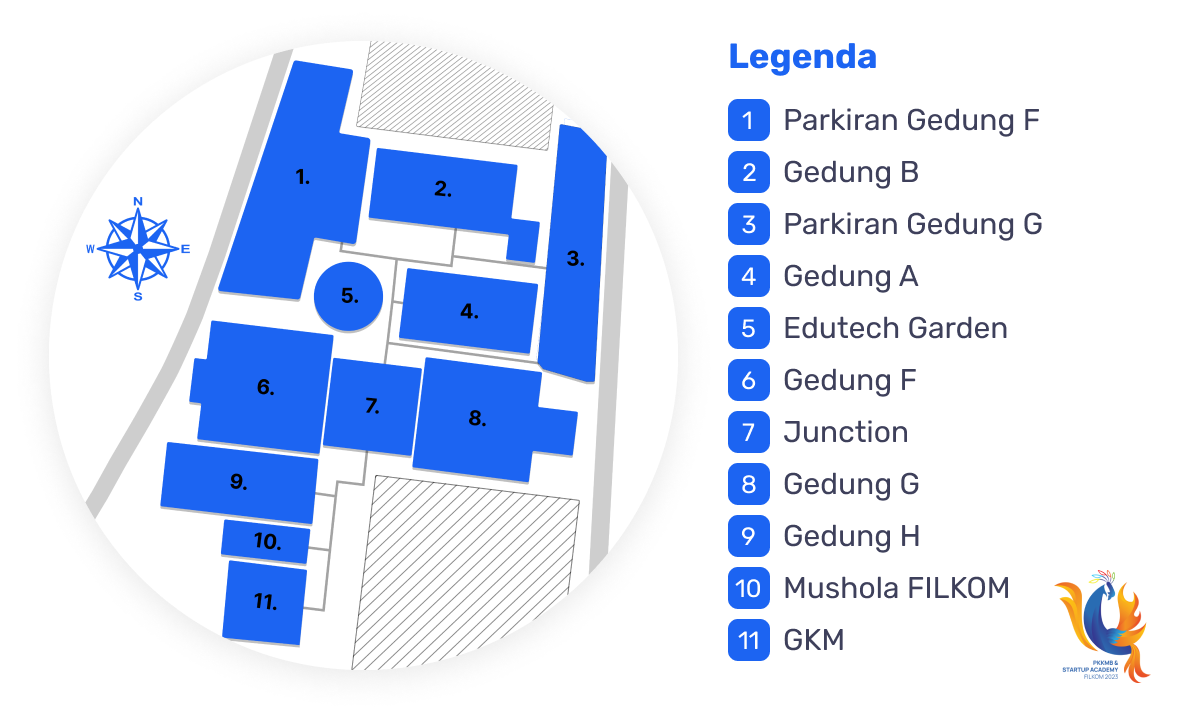 Legenda
1 Parkiran Gedung F
2 Gedung B
3 Parkiran Gedung G
4 Gedung A
5 Edutech Garden
6 Gedung F
7 Junction
8 Gedung G
9 Gedung H
10 Mushola FILKOM
11 GKM
1.
2.
3.
4.
5.
6.
7.
8.
9.
10.
11.
N
W E
S
PKKMB &
STARTUP ACADEMY
FILKOM 2023